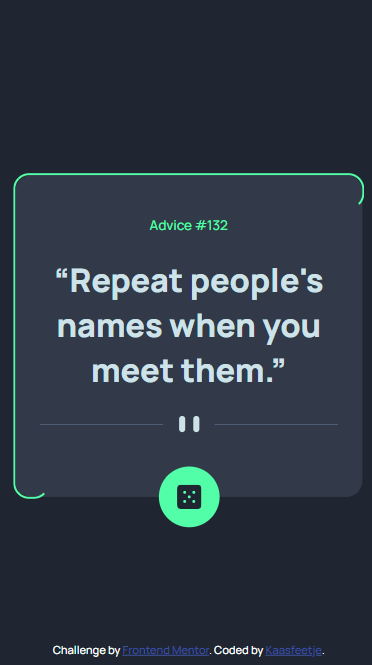 Advice #132
“Repeat people's
names when you
meet them.”
Challenge by Frontend Mentor. Coded by Kaasfeetje.